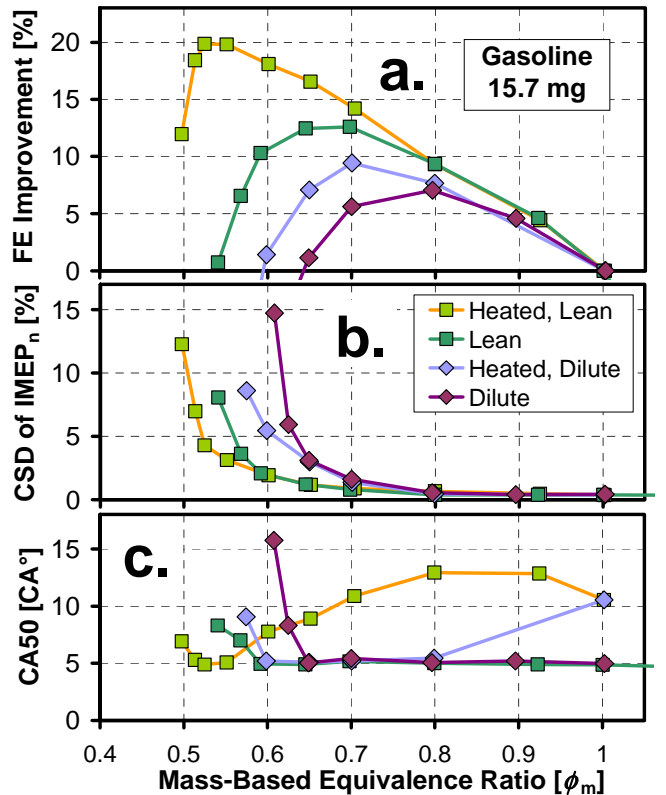 20
15
10
5
0
FE Improvement [%]
a.
Gasoline
15.7 mg
15
10
5
0
CSD of IMEPn [%]
b.
Heated, Lean
Lean
Heated, Dilute
Dilute
15
10
5
0
CA50 [CA°]
c.
0.4 0.5 0.6 0.7 0.8 0.9 1
Mass-Based Equivalence Ratio [ϕm]